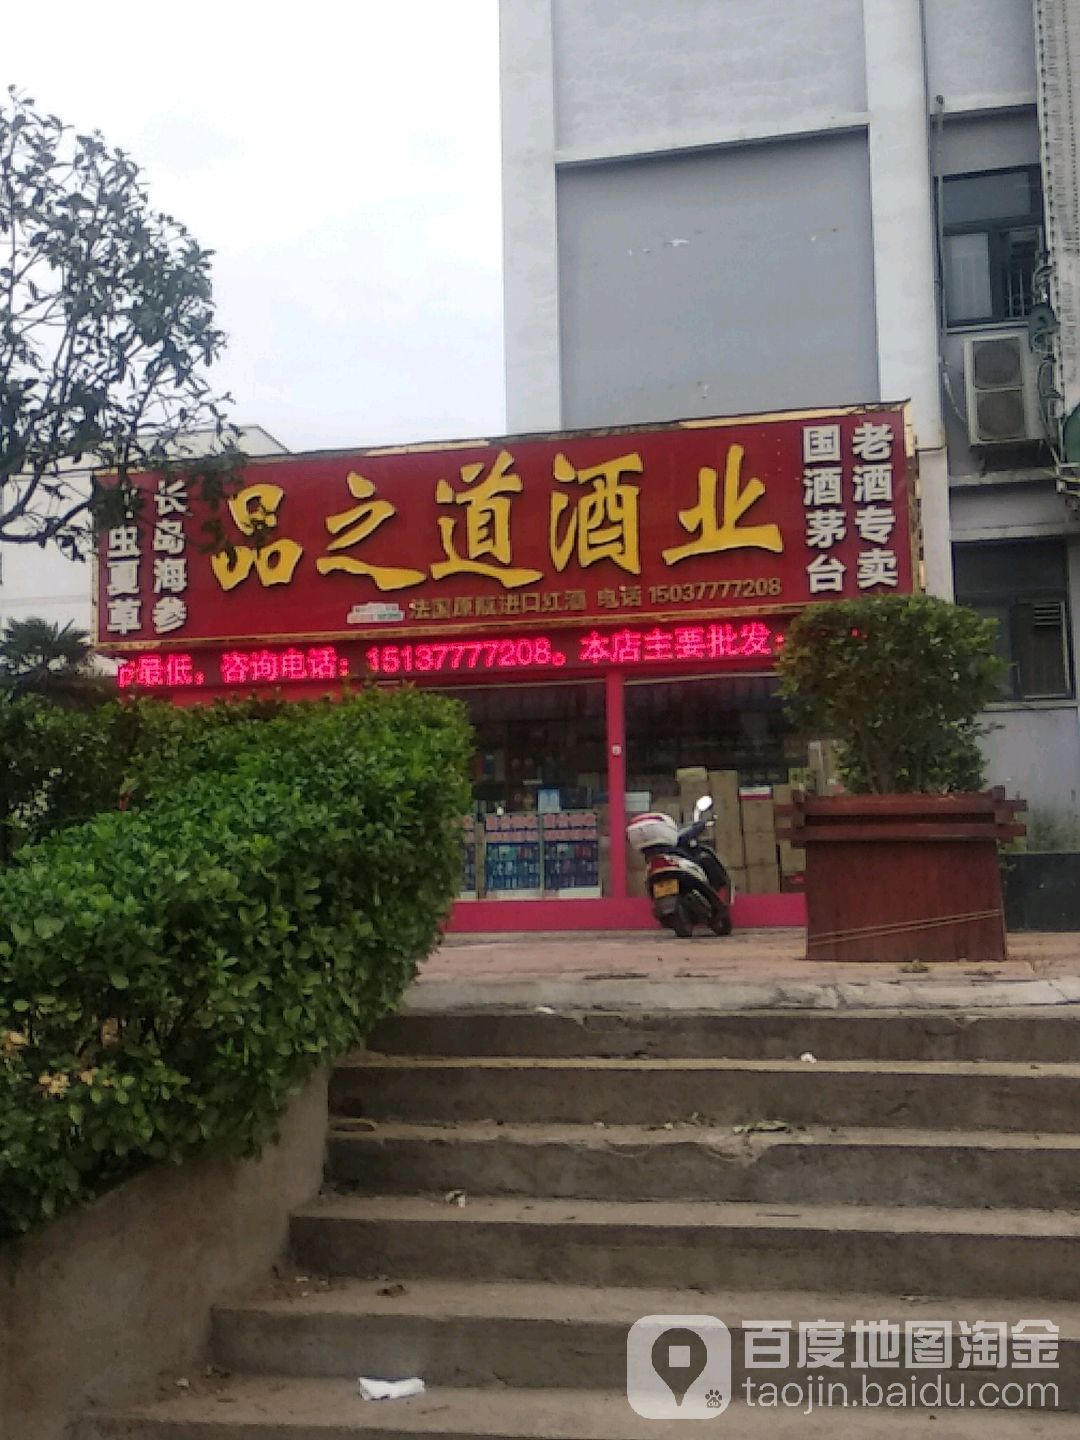 长岛海参
虫夏草
品之道酒业
国酒茅台
老酒专卖
法国原瓶进口红酒 电话 15037777208
最低，咨询电话：15137777208。本店主要批发：
百度地图淘金
taojin.baidu.com